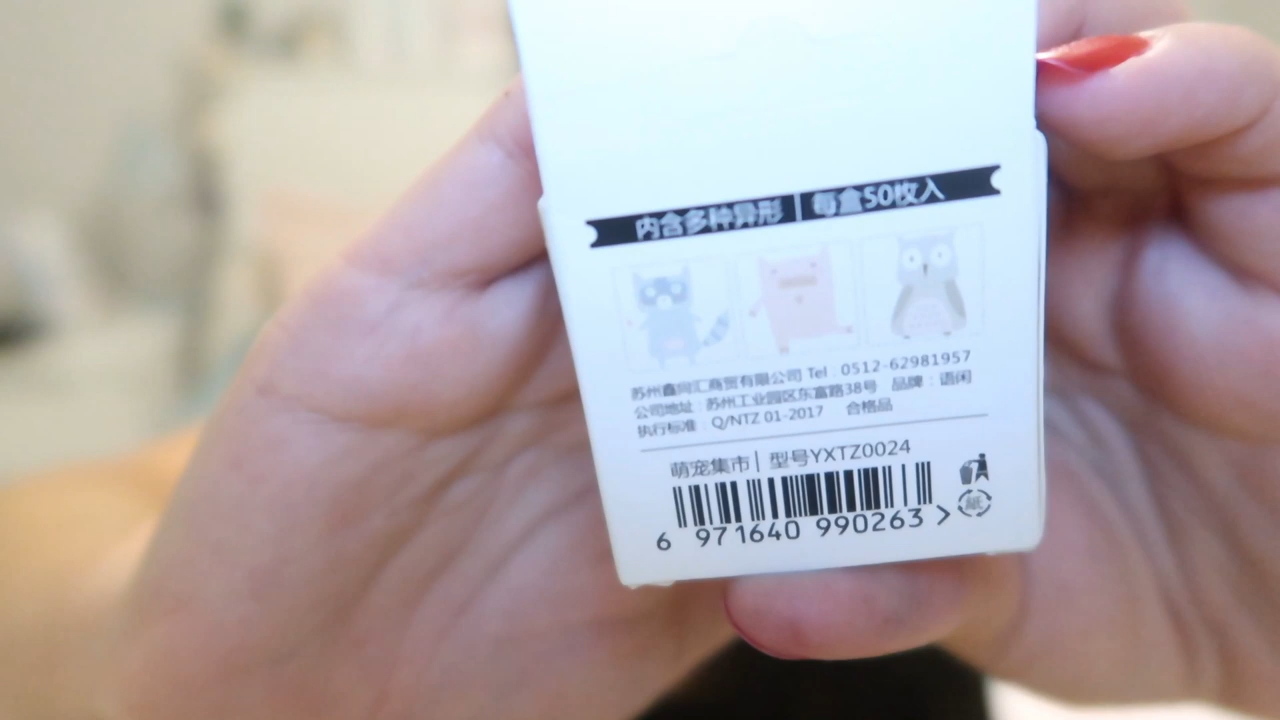 内含多种异形 | 每盒50枚入
苏州鑫尚汇商贸有限公司 Tel : 0512-62981957
公司地址 : 苏州工业园区东富路38号 品牌 : 语闲
执行标准 : Q/NTZ 01-2017 合格品
萌宠集市 | 型号YXTZ0024
6 971640 990263 >